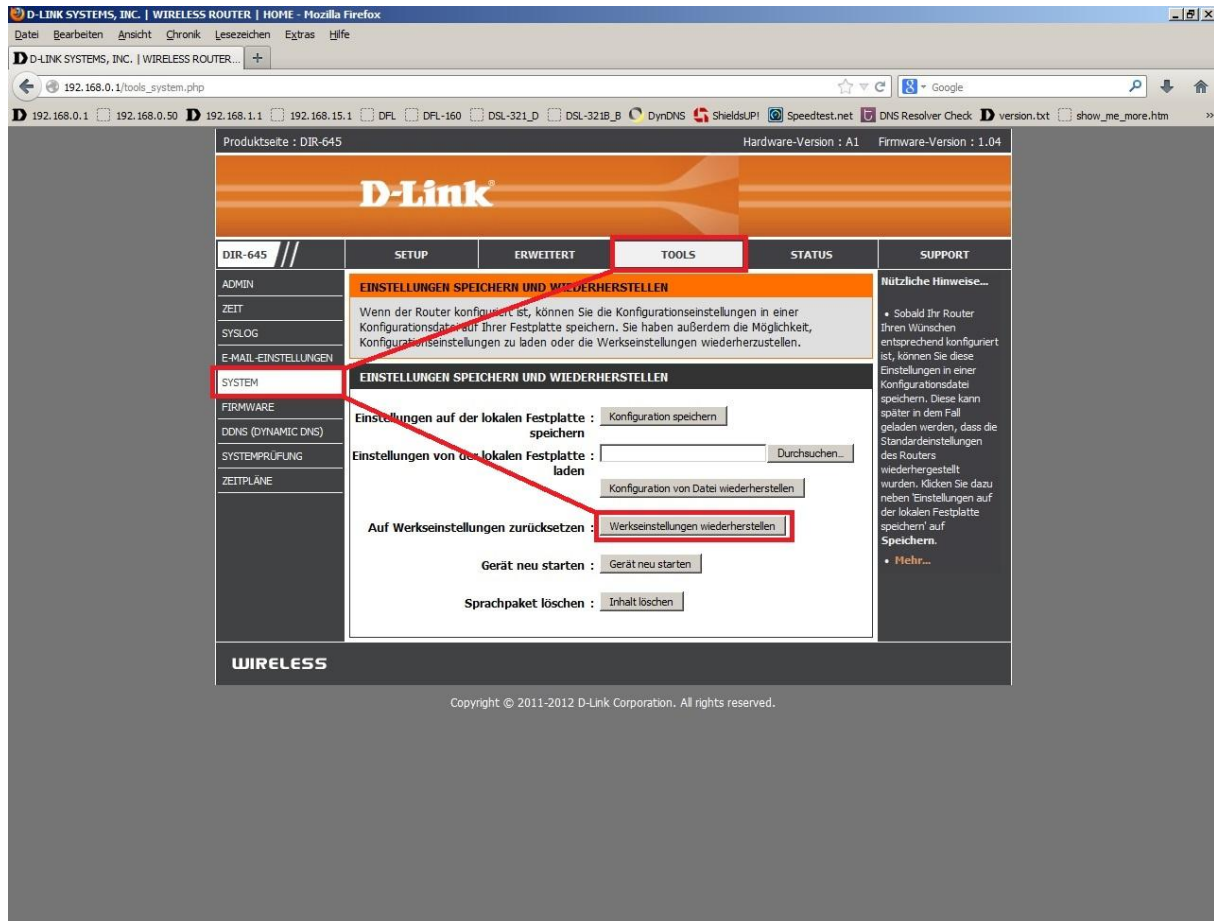 D-LINK SYSTEMS, INC. | WIRELESS ROUTER | HOME - Mozilla Firefox
Datei Bearbeiten Ansicht Chronik Lesezeichen Extras Hilfe
D-LINK SYSTEMS, INC. | WIRELESS ROUTER... +
192.168.0.1/tools_system.php
Google
192.168.0.1 192.168.0.50 192.168.1.1 192.168.15.1 DFL DFL-160 DSL-321_D DSL-321B_B DynDNS ShieldsUP! Speedtest.net DNS Resolver Check version.txt show_me_more.htm »
Produktseite : DIR-645 Hardware-Version : A1 Firmware-Version : 1.04
D-Link®
DIR-645 SETUP ERWEITERT TOOLS STATUS SUPPORT
ADMIN
ZEIT
SYSLOG
E-MAIL-EINSTELLUNGEN
SYSTEM
FIRMWARE
DDNS (DYNAMIC DNS)
SYSTEMPRÜFUNG
ZEITPLÄNE
EINSTELLUNGEN SPEICHERN UND WIEDERHERSTELLEN
Wenn der Router konfiguriert ist, können Sie die Konfigurationseinstellungen in einer
Konfigurationsdatei auf Ihrer Festplatte speichern. Sie haben außerdem die Möglichkeit,
Konfigurationseinstellungen zu laden oder die Werkseinstellungen wiederherzustellen.
EINSTELLUNGEN SPEICHERN UND WIEDERHERSTELLEN
Einstellungen auf der lokalen Festplatte : Konfiguration speichern
speichern
Einstellungen von der lokalen Festplatte : Durchsuchen...
laden
Konfiguration von Datei wiederherstellen
Auf Werkseinstellungen zurücksetzen : Werkseinstellungen wiederherstellen
Gerät neu starten : Gerät neu starten
Sprachpaket löschen : Inhalt löschen
Nützliche Hinweise...
• Sobald Ihr Router
Ihren Wünschen
entsprechend konfiguriert
ist, können Sie diese
Einstellungen in einer
Konfigurationsdatei
speichern. Diese kann
später in dem Fall
geladen werden, dass die
Standardeinstellungen
des Routers
wiederhergestellt
wurden. Klicken Sie dazu
neben 'Einstellungen auf
der lokalen Festplatte
speichern' auf
Speichern.
• Mehr...
WIRELESS
Copyright © 2011-2012 D-Link Corporation. All rights reserved.